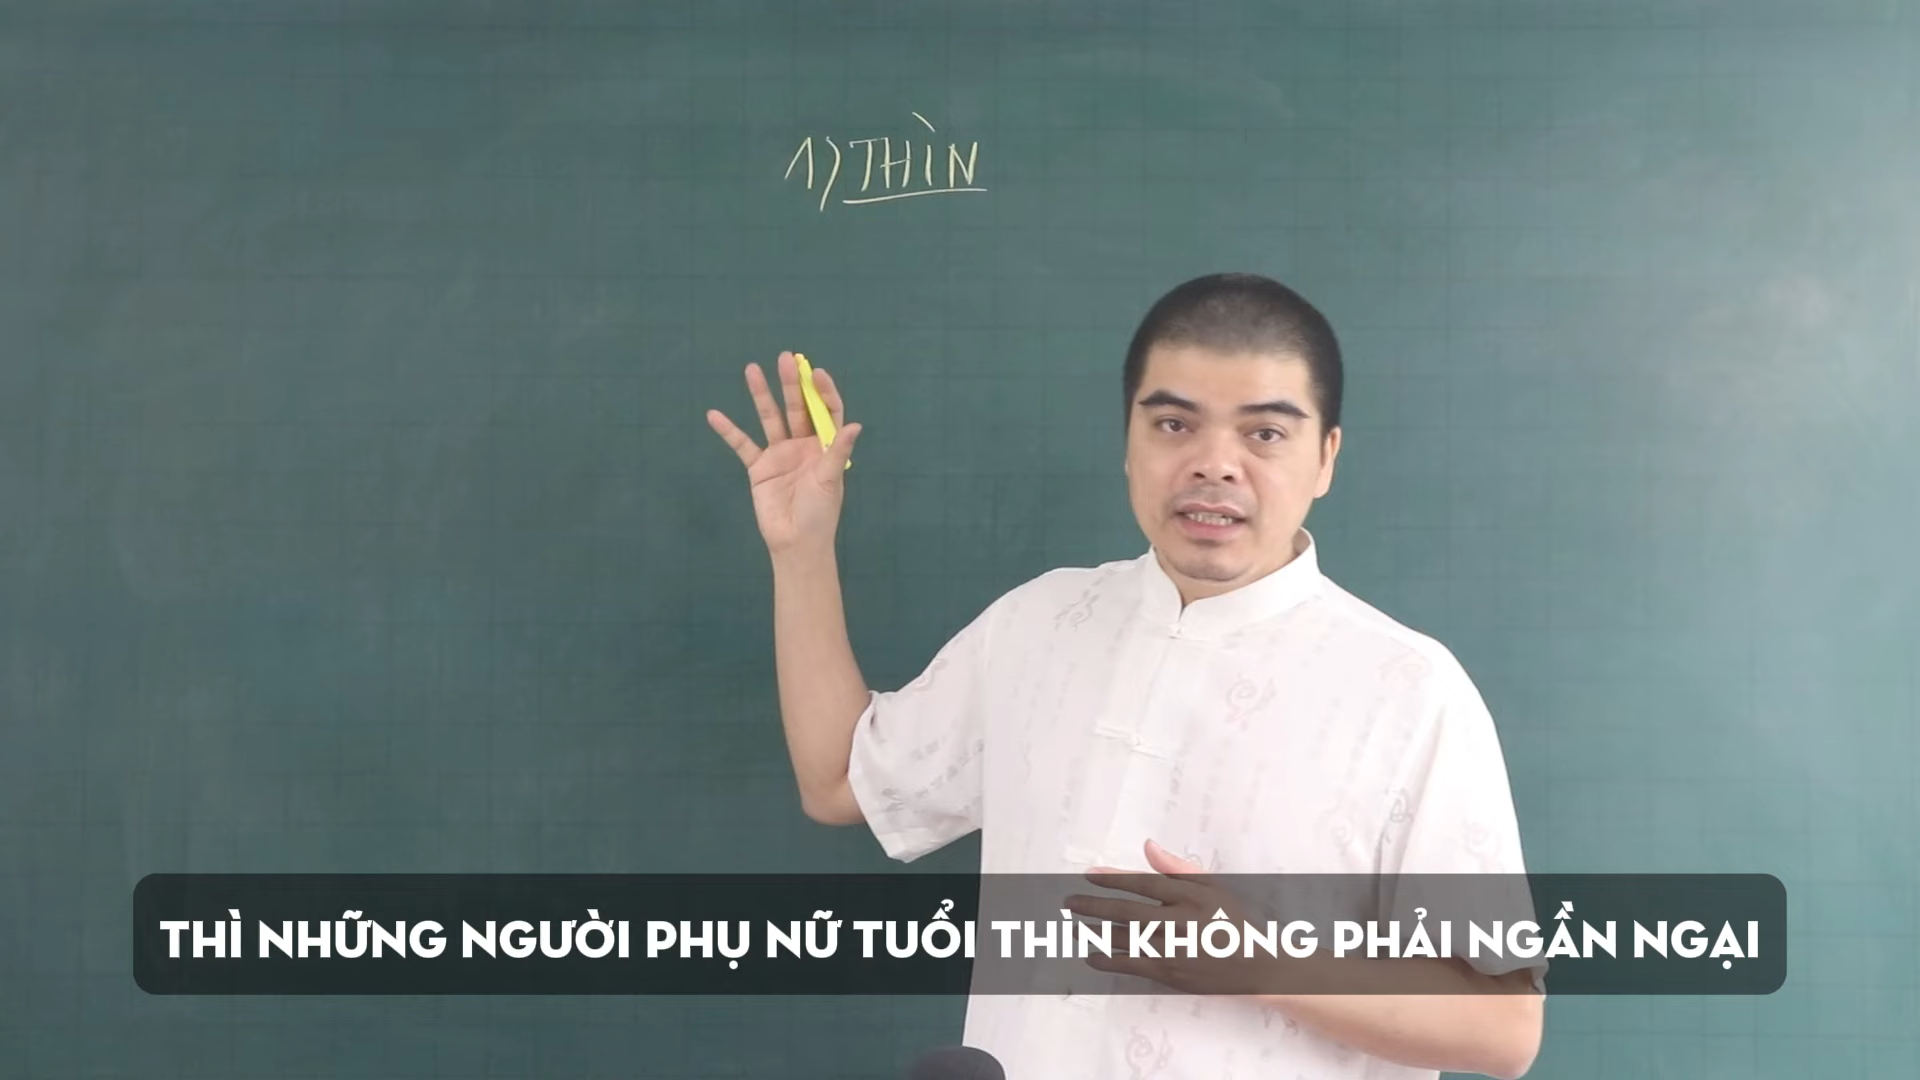 1) THÌN
THÌ NHỮNG NGƯỜI PHỤ NỮ TUỔI THÌN KHÔNG PHẢI NGẦN NGẠI